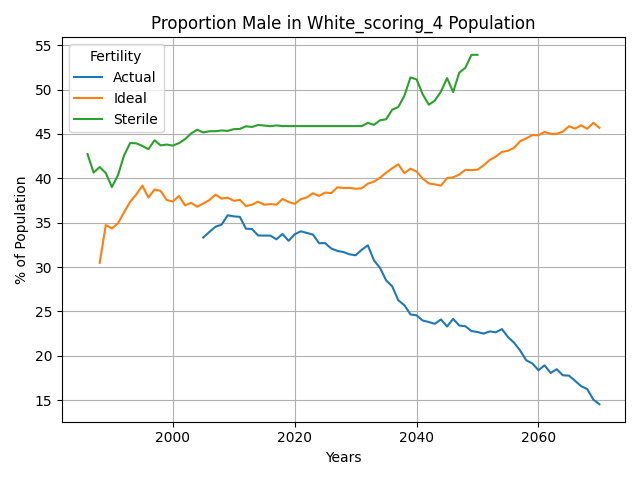 Proportion Male in White_scoring_4 Population
% of Population
55
50
45
40
35
30
25
20
15
Fertility
Actual
Ideal
Sterile
2000
2020
2040
2060
Years